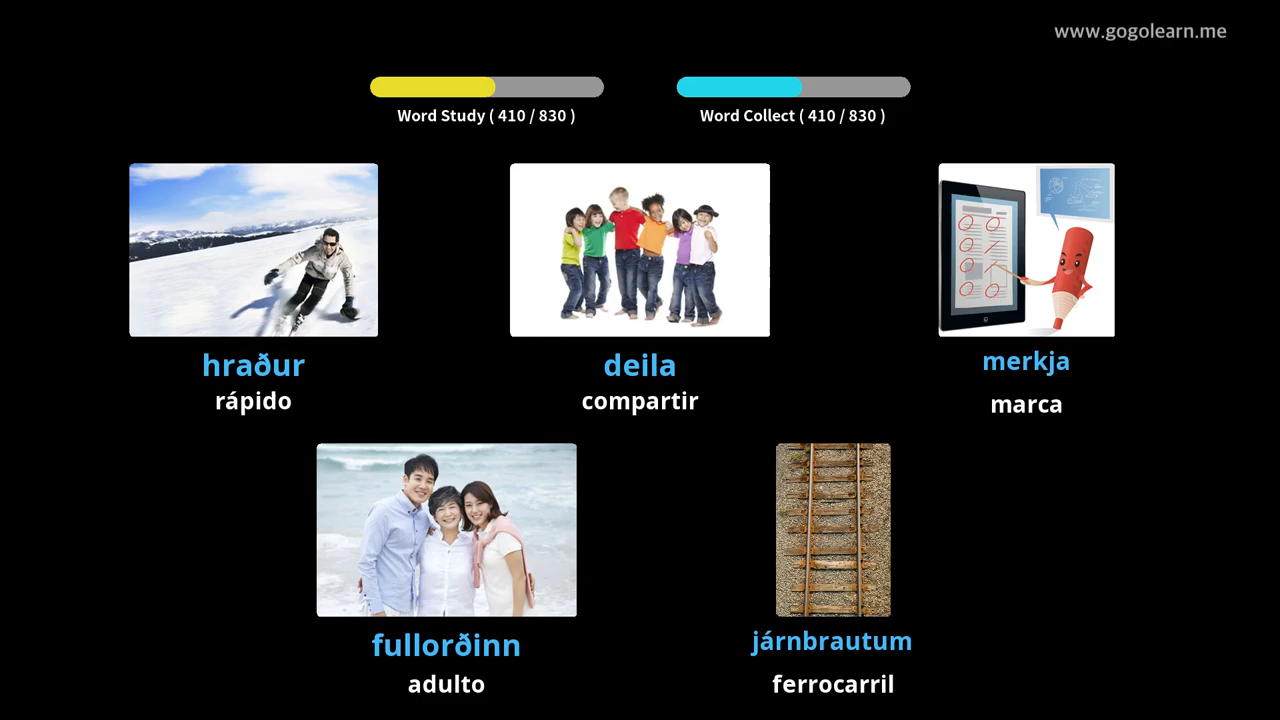 www.gogolearn.me
Word Study ( 410 / 830 )
Word Collect ( 410 / 830 )
hraður
rápido
deila
compartir
merkja
marca
fullorðinn
adulto
járnbrautum
ferrocarril